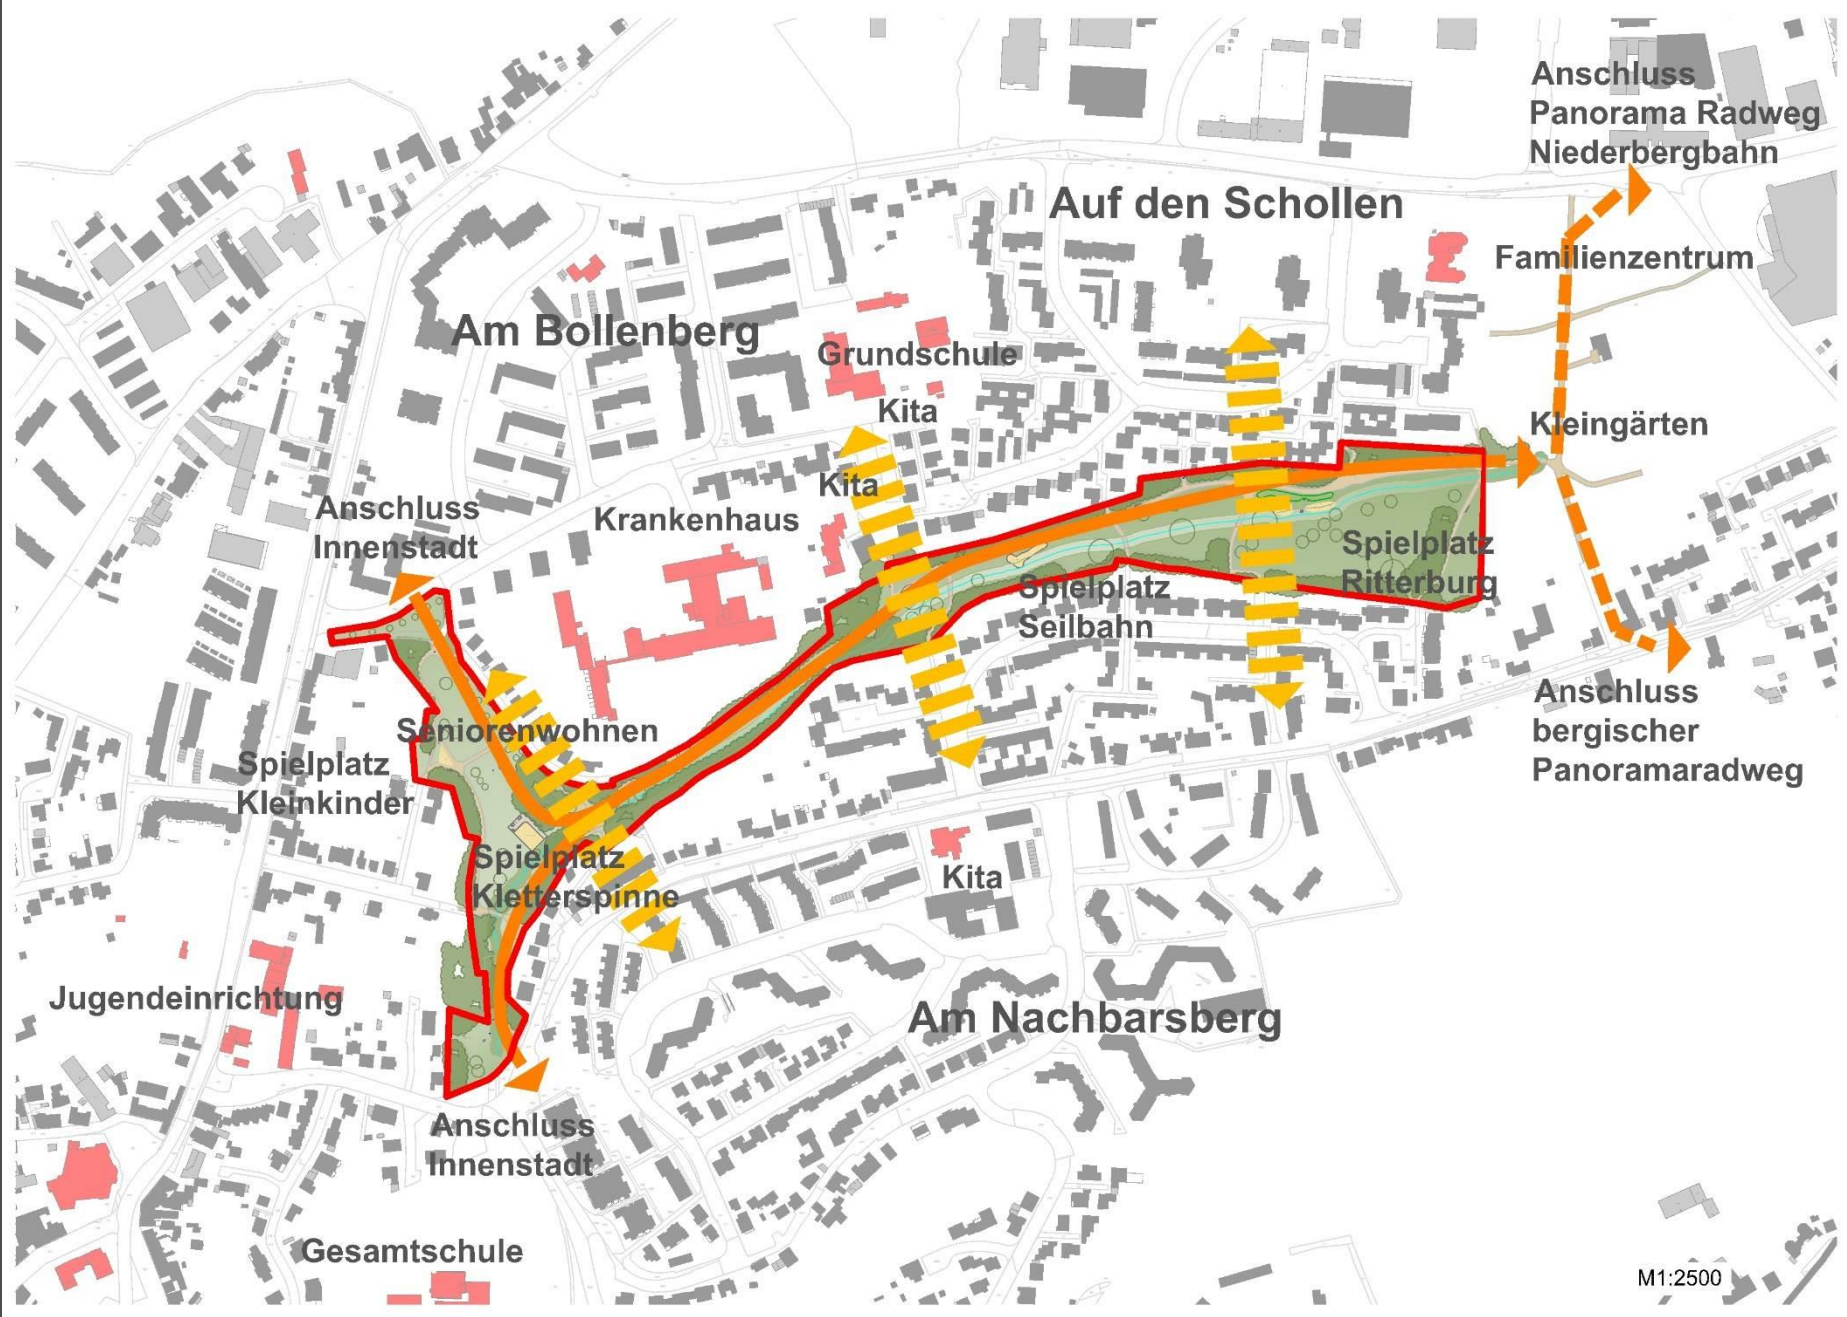 Anschluss
Panorama Radweg
Niederbergbahn
Auf den Schollen
Familienzentrum
Am Bollenberg
Grundschule
Kita
Kleingärten
Kita
Anschluss
Innenstadt
Krankenhaus
Spielplatz
Ritterburg
Spielplatz
Seilbahn
Anschluss
bergischer
Panoramaradweg
Seniorenwohnen
Spielplatz
Kleinkinder
Spielplatz
Kletterspinne
Kita
Jugendeinrichtung
Am Nachbarsberg
Anschluss
Innenstadt
Gesamtschule
M1:2500